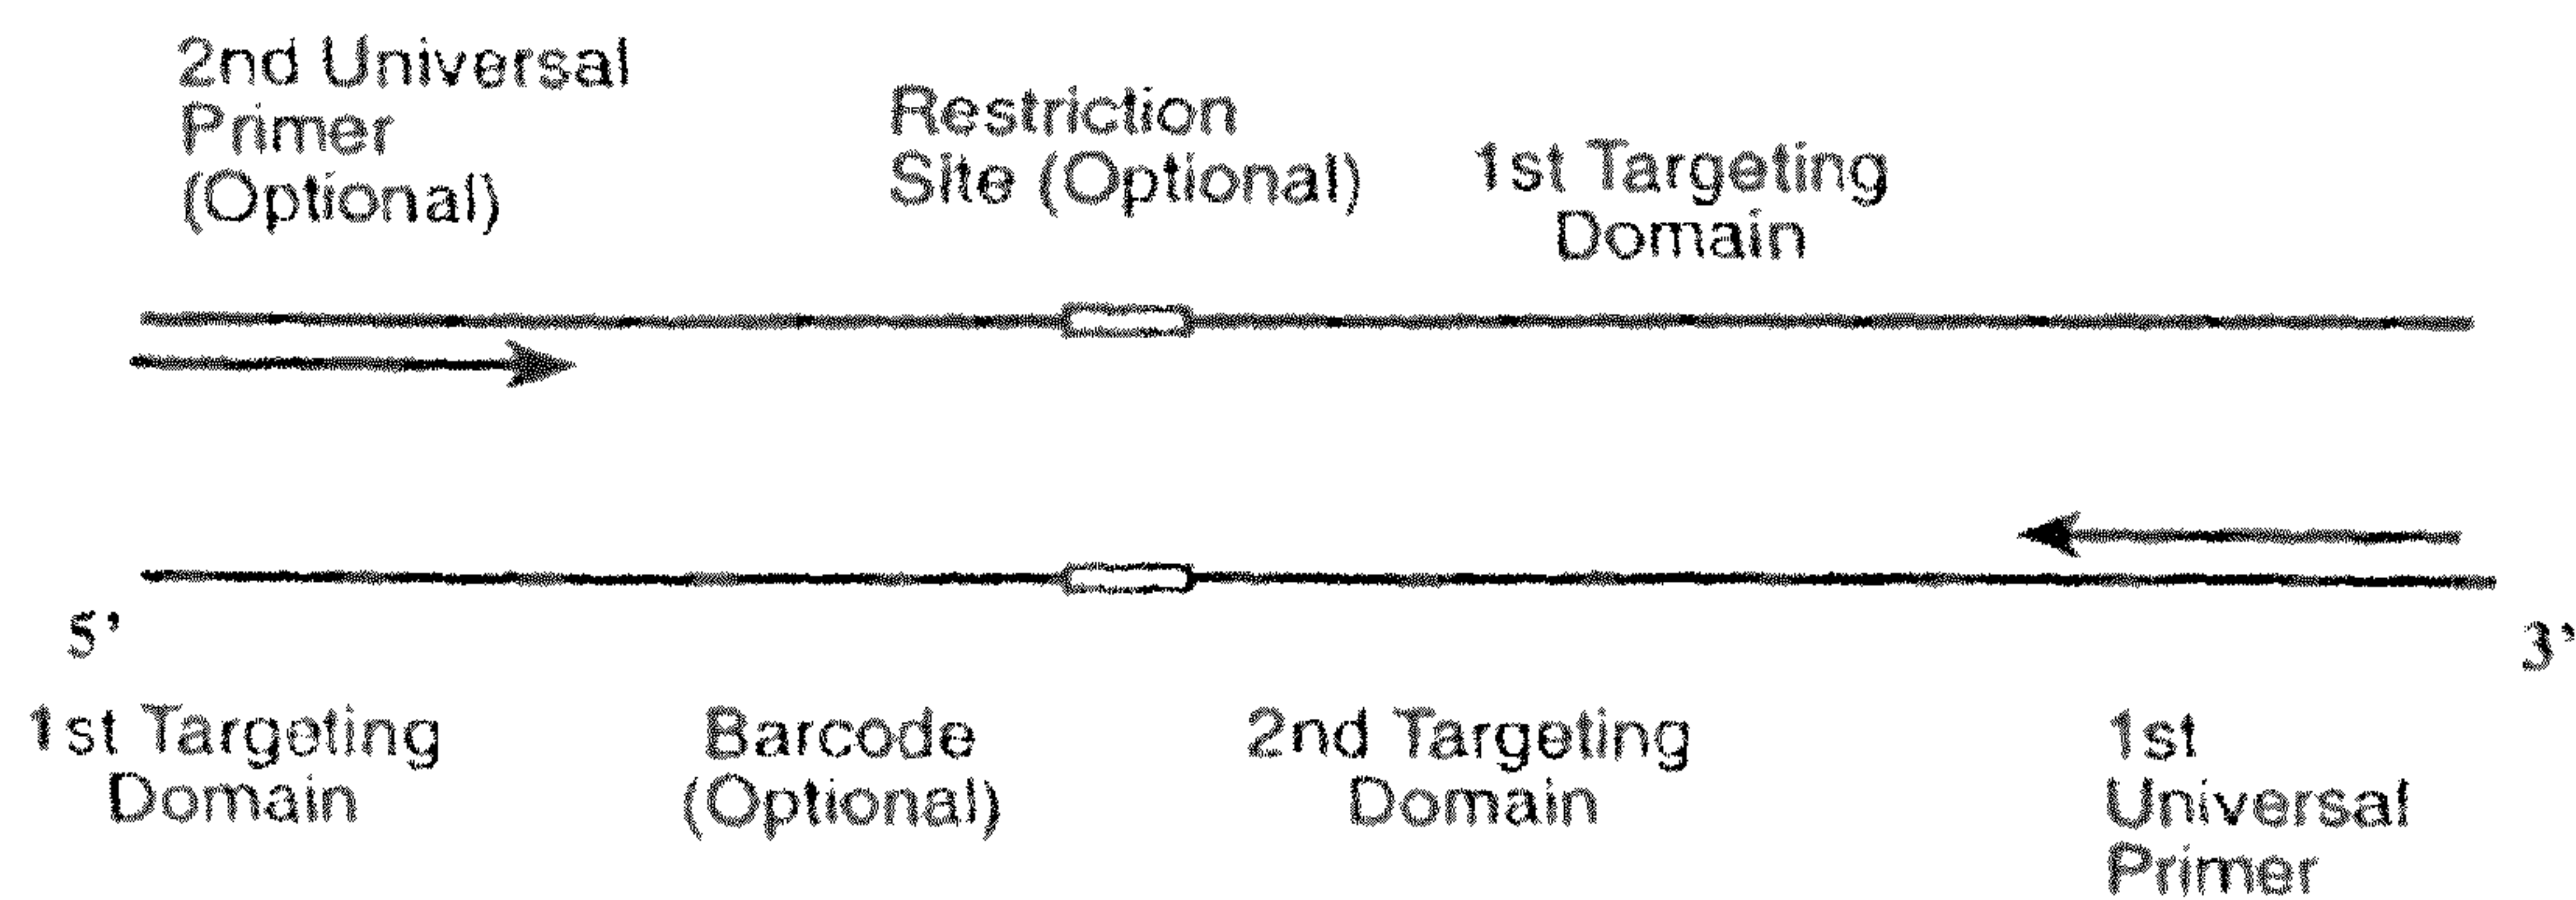 2nd Universal
Primer
(Optional)
Restriction
Site (Optional)
1st Targeting
Domain
5’
3’
1st Targeting
Domain
Barcode
(Optional)
2nd Targeting
Domain
1st
Universal
Primer